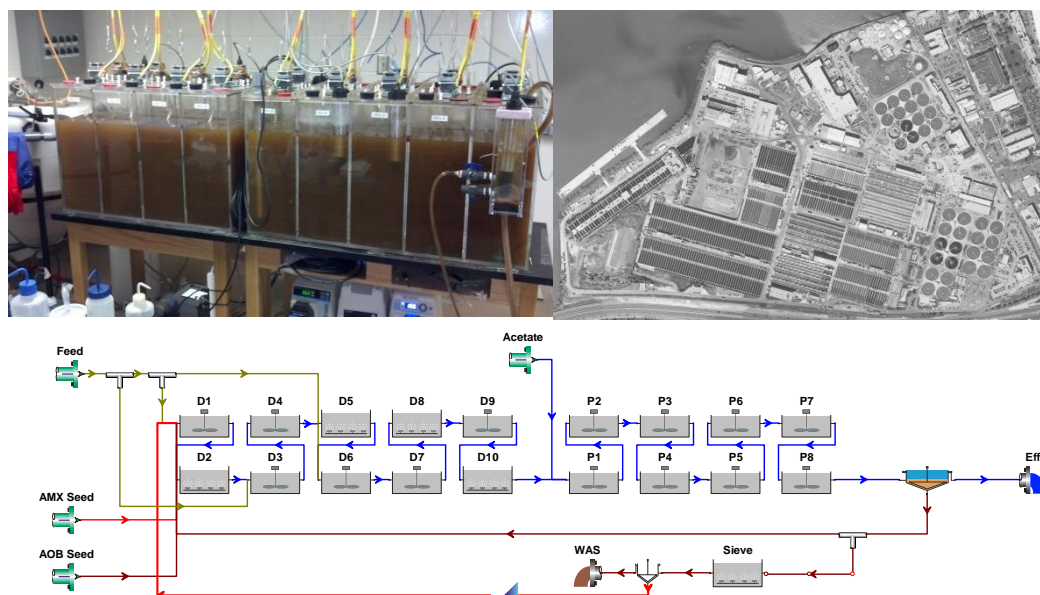 Feed
Acetate
D1
D4
D5
D8
D9
P2
P3
P6
P7
D2
D3
D6
D7
D10
P1
P4
P5
P8
Eff
AMX Seed
AOB Seed
WAS
Sieve